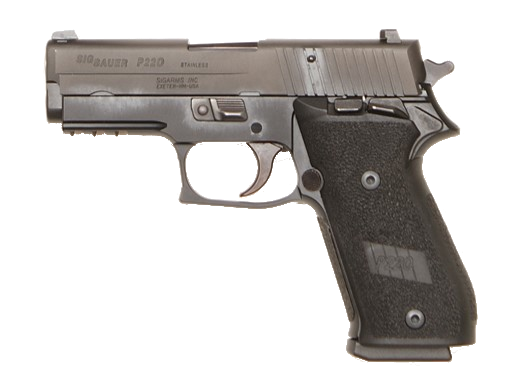 SIG
SAUER P220 STAINLESS
SIGARMS INC
EXETER-NH-USA